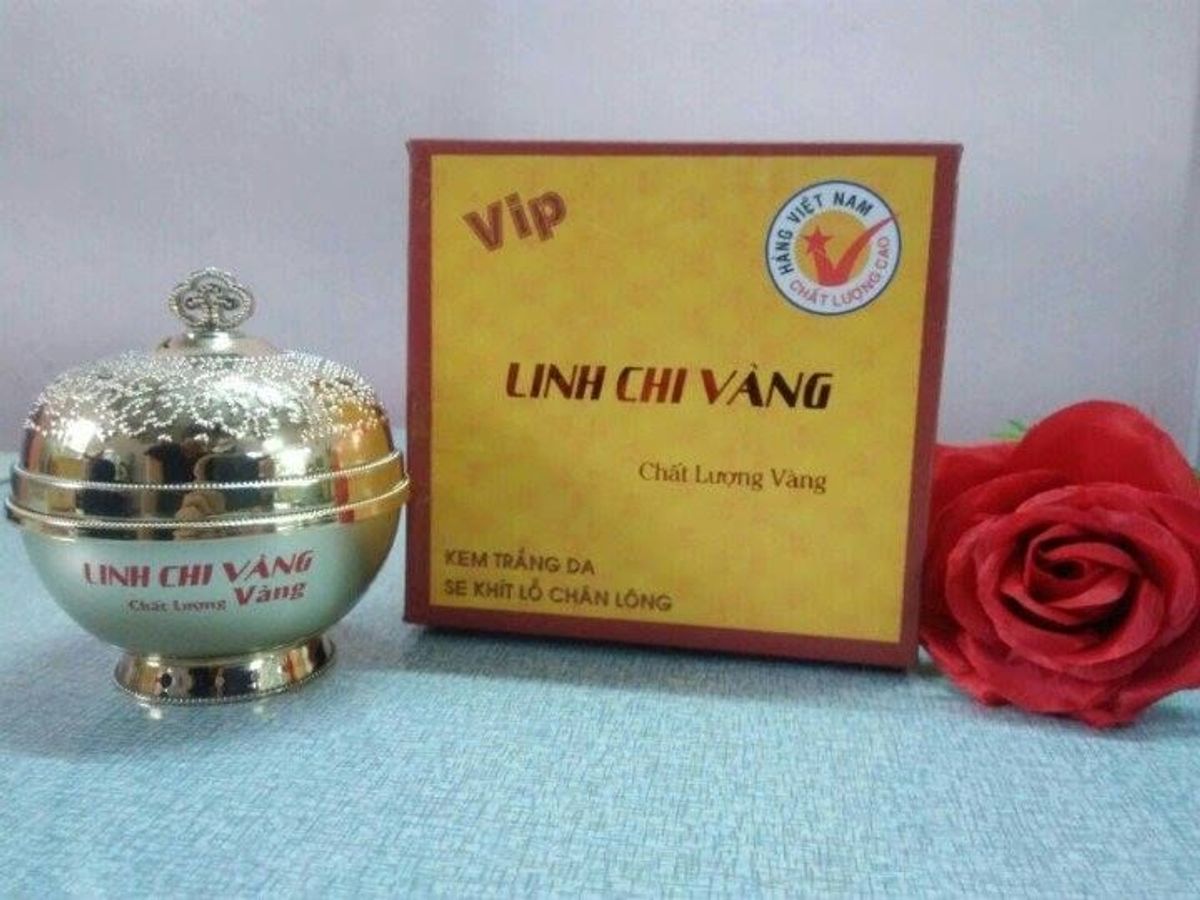 Vip
HÀNG VIỆT NAM
CHẤT LƯỢNG CAO
LINH CHI VÀNG
Chất Lượng Vàng
KEM TRẮNG DA
SE KHÍT LỖ CHÂN LÔNG
LINH CHI VÀNG
Chất Lượng Vàng